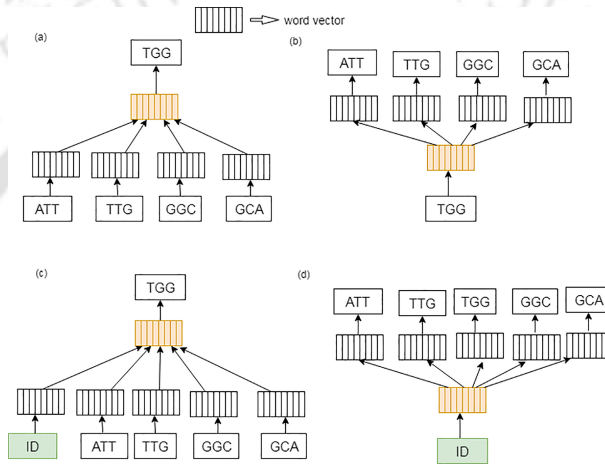 word vector
(a)
TGG
ATT TTG GGC GCA
(b)
ATT TTG GGC GCA
TGG
(c)
TGG
ID ATT TTG GGC GCA
(d)
ATT TTG TGG GGC GCA
ID